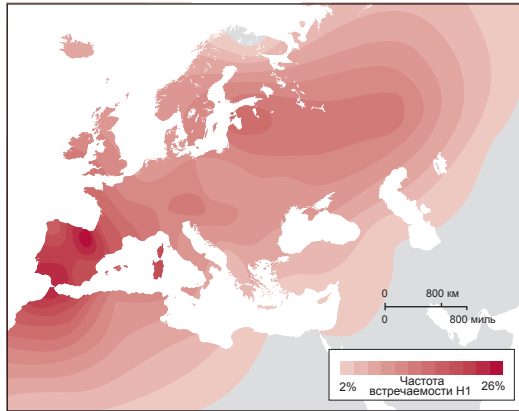 0 800 км
0 800 миль
2% Частота 26%
встречаемости H1